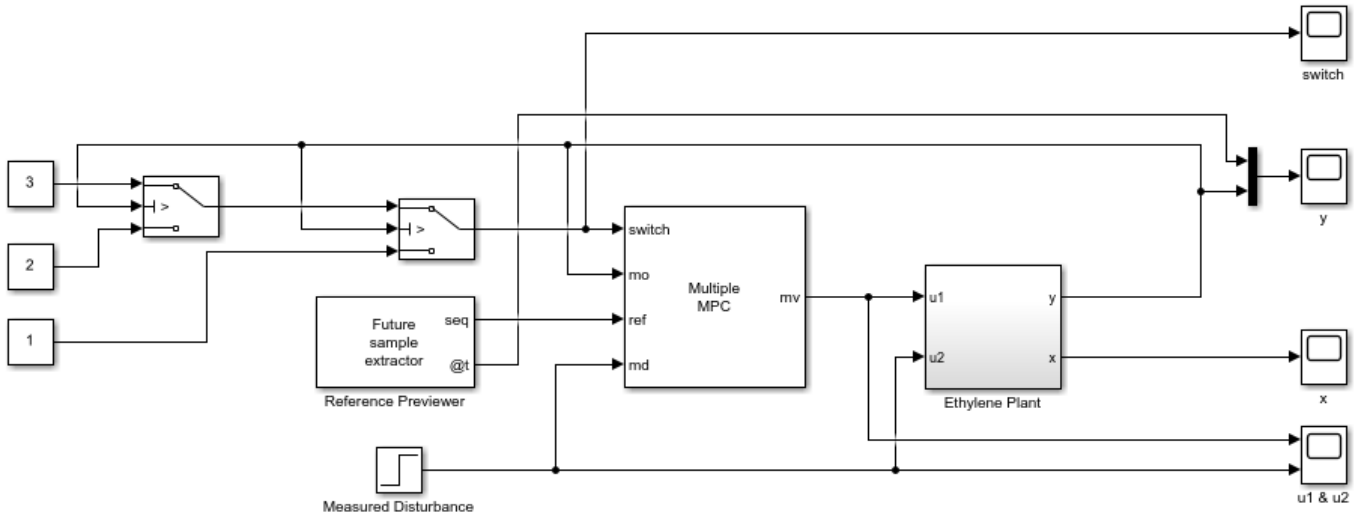 switch
3
>
2
>
1
y
switch
mo
ref
md
Multiple
MPC
mv
u1
u2
y
x
Ethylene Plant
Future
sample
extractor
seq
@t
Reference Previewer
x
Measured Disturbance
u1 & u2